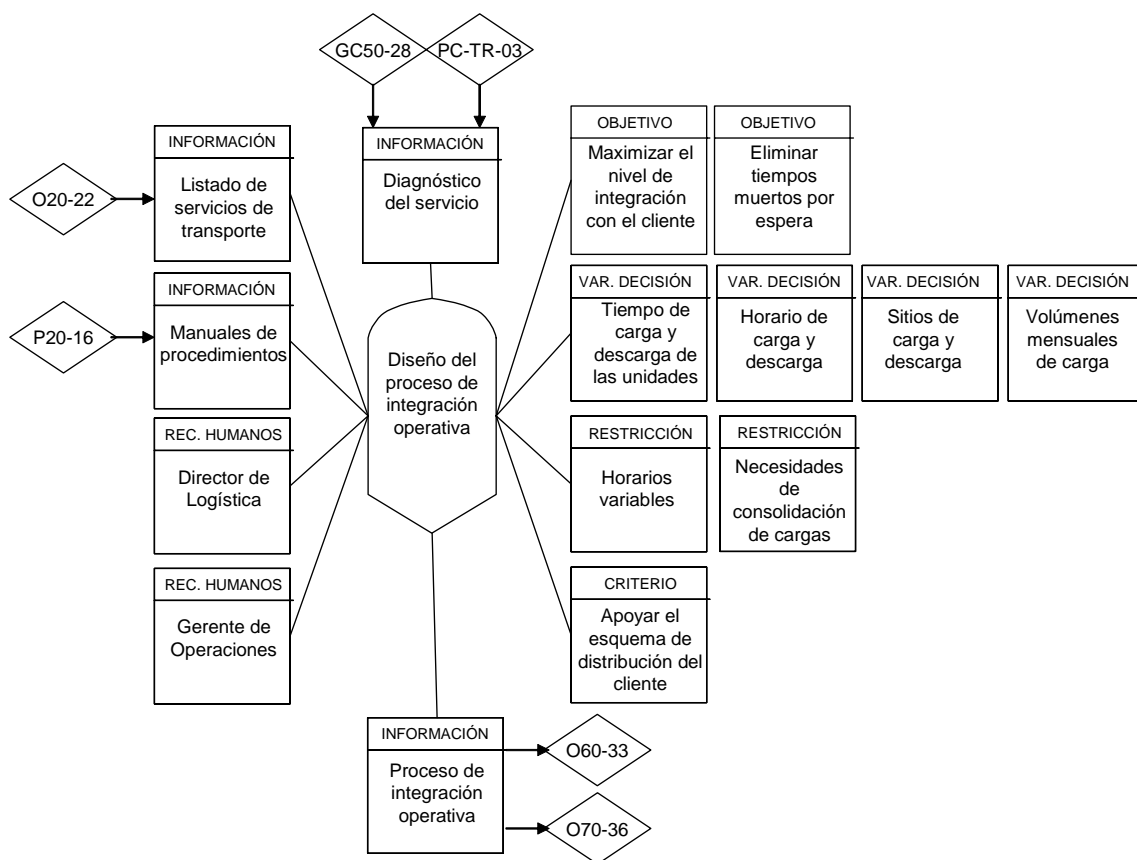 GC50-28
PC-TR-03
INFORMACIÓN
Diagnóstico
del servicio
O20-22
INFORMACIÓN
Listado de
servicios de
transporte
P20-16
INFORMACIÓN
Manuales de
procedimientos
REC. HUMANOS
Director de
Logística
REC. HUMANOS
Gerente de
Operaciones
Diseño del
proceso de
integración
operativa
OBJETIVO
Maximizar el
nivel de
integración
con el cliente
OBJETIVO
Eliminar
tiempos
muertos por
espera
VAR. DECISIÓN
Tiempo de
carga y
descarga de
las unidades
VAR. DECISIÓN
Horario de
carga y
descarga
VAR. DECISIÓN
Sitios de
carga y
descarga
VAR. DECISIÓN
Volúmenes
mensuales
de carga
RESTRICCIÓN
Horarios
variables
RESTRICCIÓN
Necesidades
de
consolidación
de cargas
CRITERIO
Apoyar el
esquema de
distribución del
cliente
INFORMACIÓN
Proceso de
integración
operativa
O60-33
O70-36